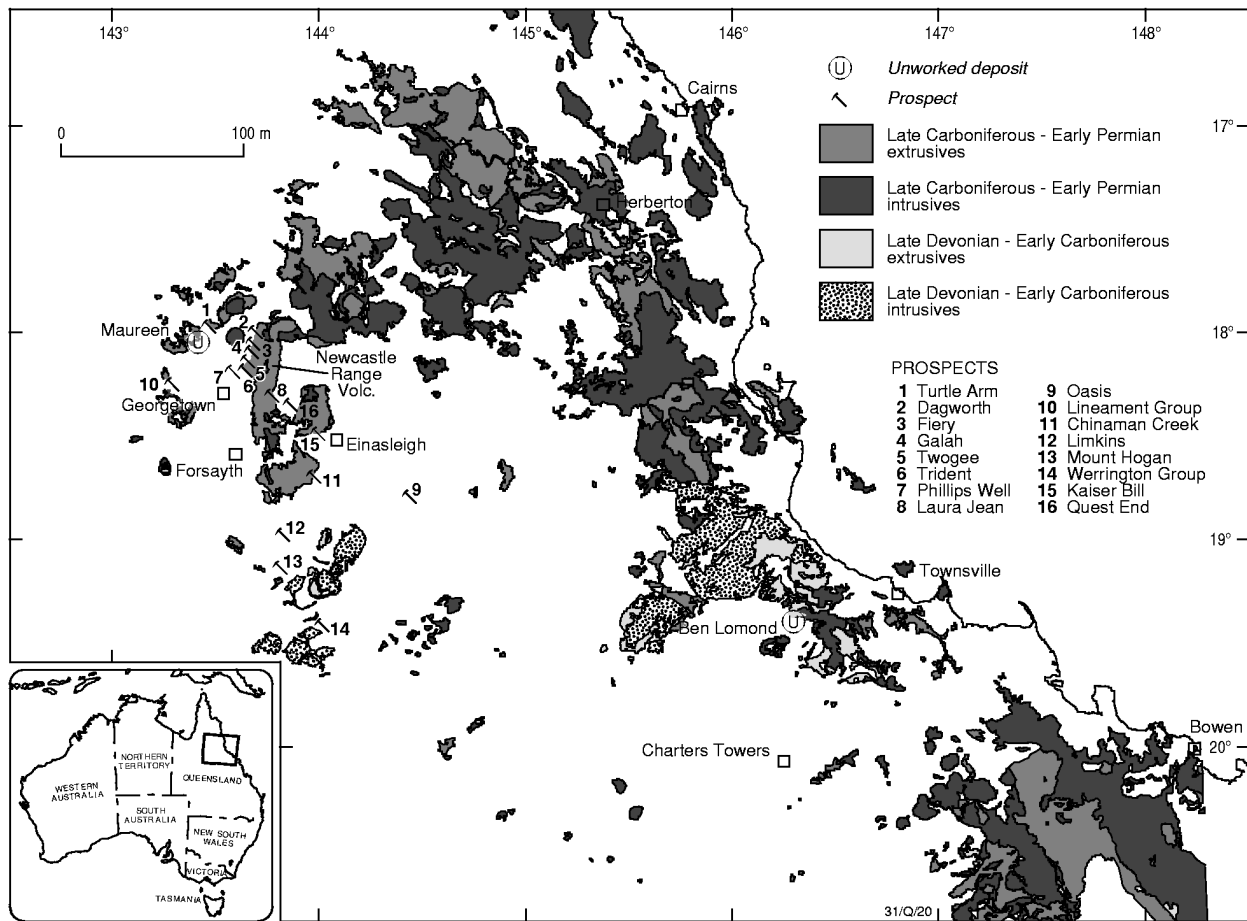 143°
144°
145°
146°
147°
148°
17°
18°
19°
20°
0
100 m
Cairns
Herberton
Maureen
U
Newcastle
Range
Volc.
Georgetown
Einasleigh
Forsayth
1
2
3
4
5
6
7
8
9
10
11
12
13
14
15
16
Townsville
Ben Lomond
U
Charters Towers
Bowen
U
Unworked deposit
Prospect
Late Carboniferous - Early Permian
extrusives
Late Carboniferous - Early Permian
intrusives
Late Devonian - Early Carboniferous
extrusives
Late Devonian - Early Carboniferous
intrusives
PROSPECTS
1 Turtle Arm
2 Dagworth
3 Fiery
4 Galah
5 Twogee
6 Trident
7 Phillips Well
8 Laura Jean
9 Oasis
10 Lineament Group
11 Chinaman Creek
12 Limkins
13 Mount Hogan
14 Werrington Group
15 Kaiser Bill
16 Quest End
WESTERN
AUSTRALIA
NORTHERN
TERRITORY
QUEENSLAND
SOUTH
AUSTRALIA
NEW SOUTH
WALES
VICTORIA
TASMANIA
31/Q/20